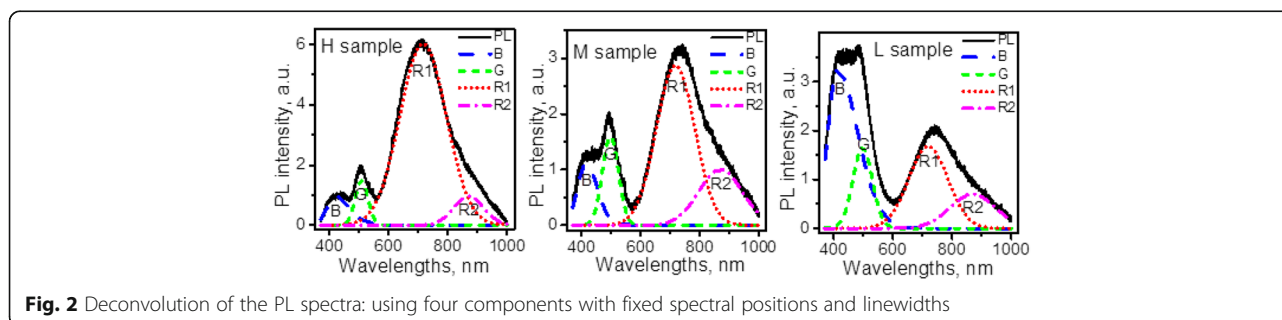 H sample
PL
B
G
R1
R2
6
4
2
0
PL intensity, a.u.
B
G
R1
R2
400 600 800 1000
Wavelengths, nm
M sample
PL
B
G
R1
R2
3
2
1
0
PL intensity, a.u.
B
G
R1
R2
400 600 800 1000
Wavelengths, nm
L sample
PL
B
G
R1
R2
3
2
1
0
PL intensity, a.u.
B
G
R1
R2
400 600 800 1000
Wavelengths, nm
Fig. 2 Deconvolution of the PL spectra: using four components with fixed spectral positions and linewidths